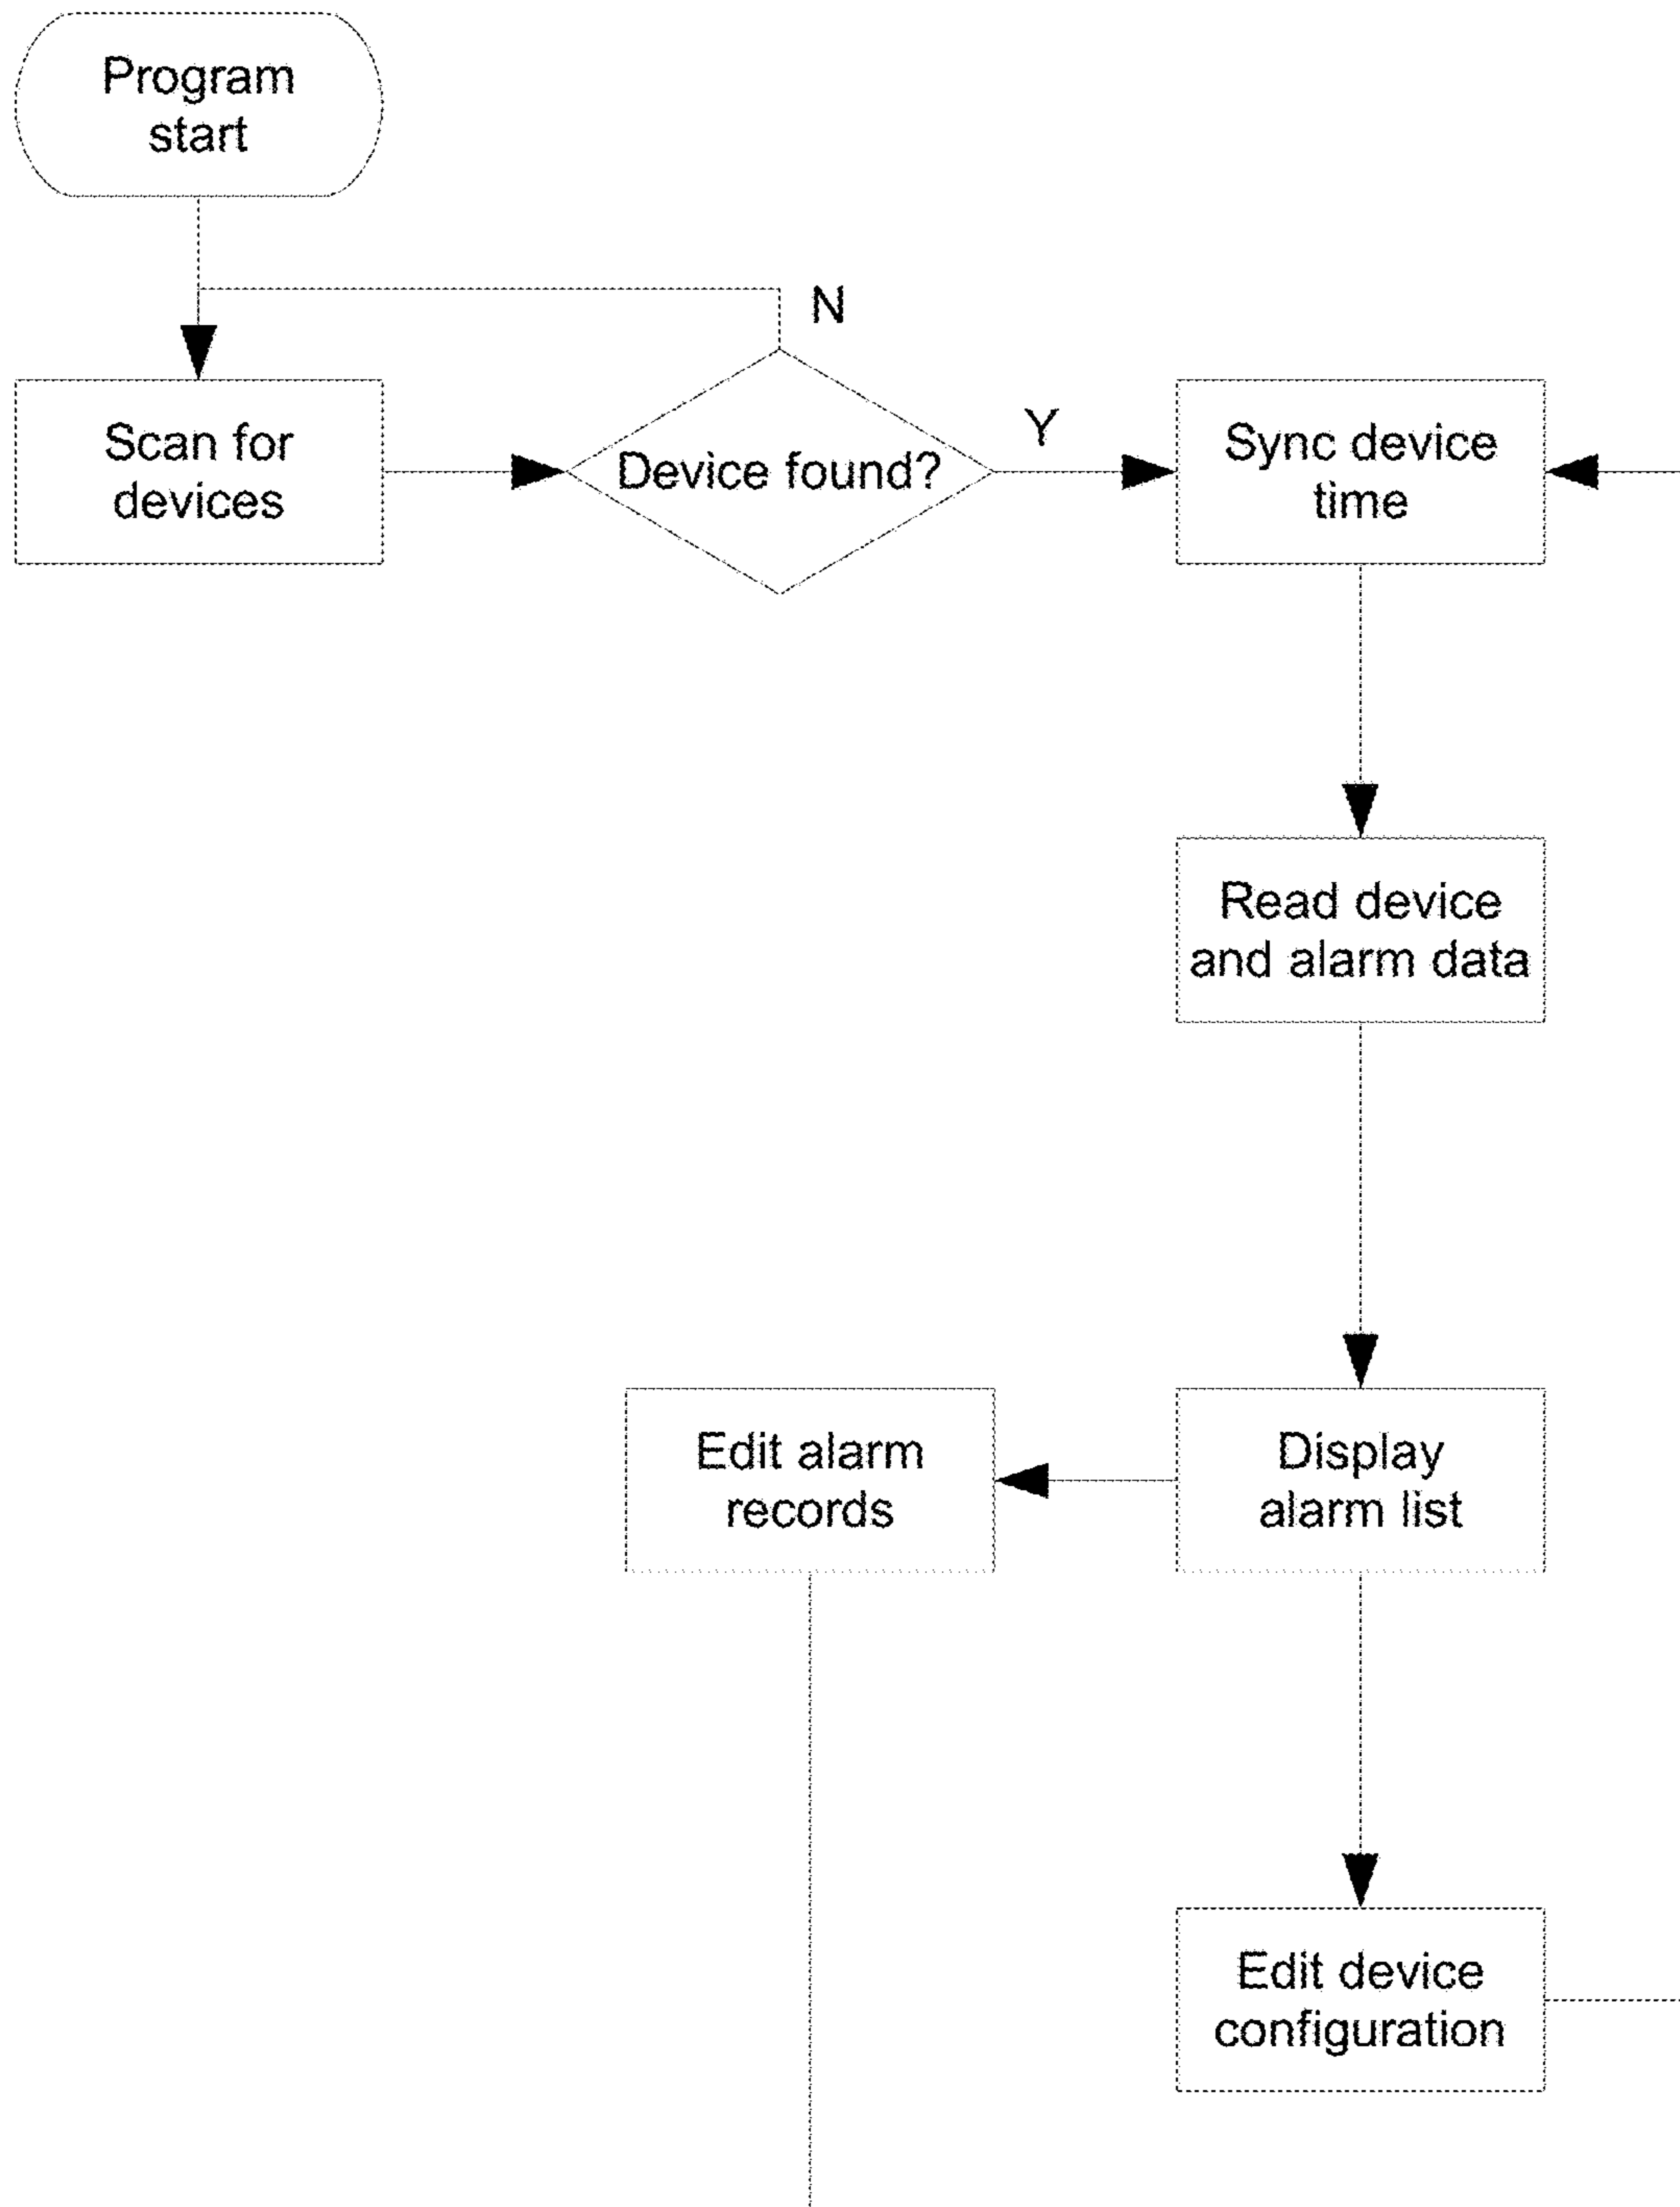 Program
start
N
Scan for
devices
Device found?
Y
Sync device
time
Read device
and alarm data
Edit alarm
records
Display
alarm list
Edit device
configuration